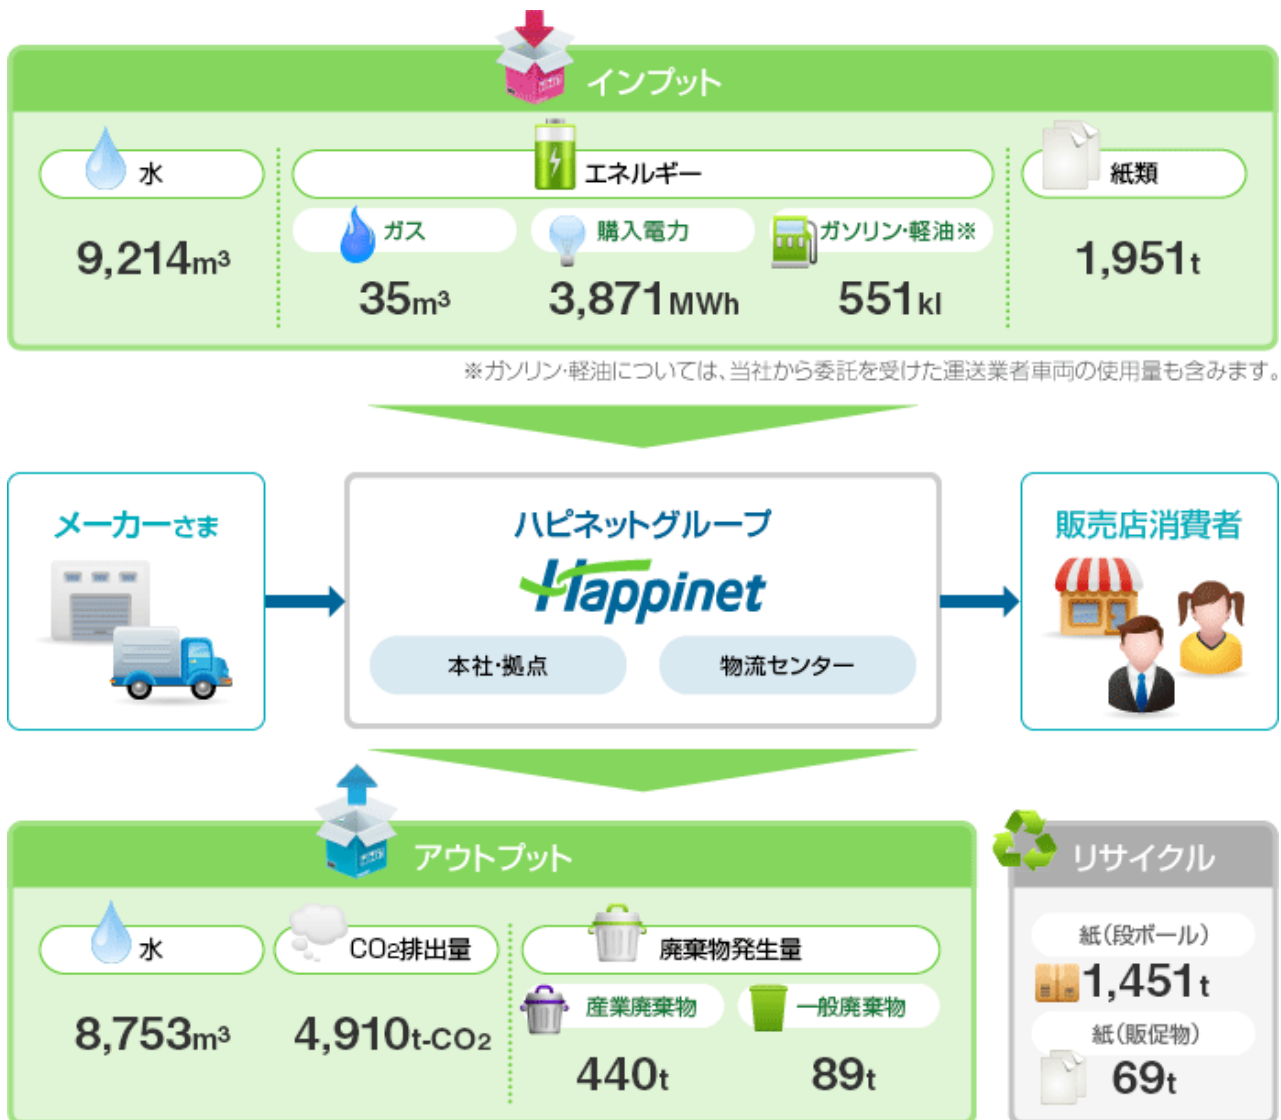 インプット
水
エネルギー
紙類
ガス
購入電力
ガソリン・軽油※
9,214m³
35m³
3,871MWh
551kl
1,951t
※ガソリン・軽油については、当社から委託を受けた運送業者車両の使用量も含みます。
メーカーさま
ハピネットグループ
Happinet
本社・拠点
物流センター
販売店消費者
アウトプット
水
CO₂排出量
廃棄物発生量
産業廃棄物
一般廃棄物
8,753m³
4,910t-CO₂
440t
89t
リサイクル
紙(段ボール)
1,451t
紙(販促物)
69t